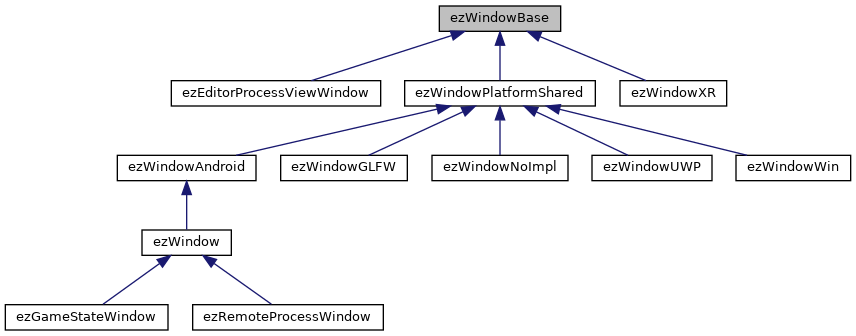 ezWindowBase
ezEditorProcessViewWindow
ezWindowPlatformShared
ezWindowXR
ezWindowAndroid
ezWindowGLFW
ezWindowNoImpl
ezWindowUWP
ezWindowWin
ezWindow
ezGameStateWindow
ezRemoteProcessWindow